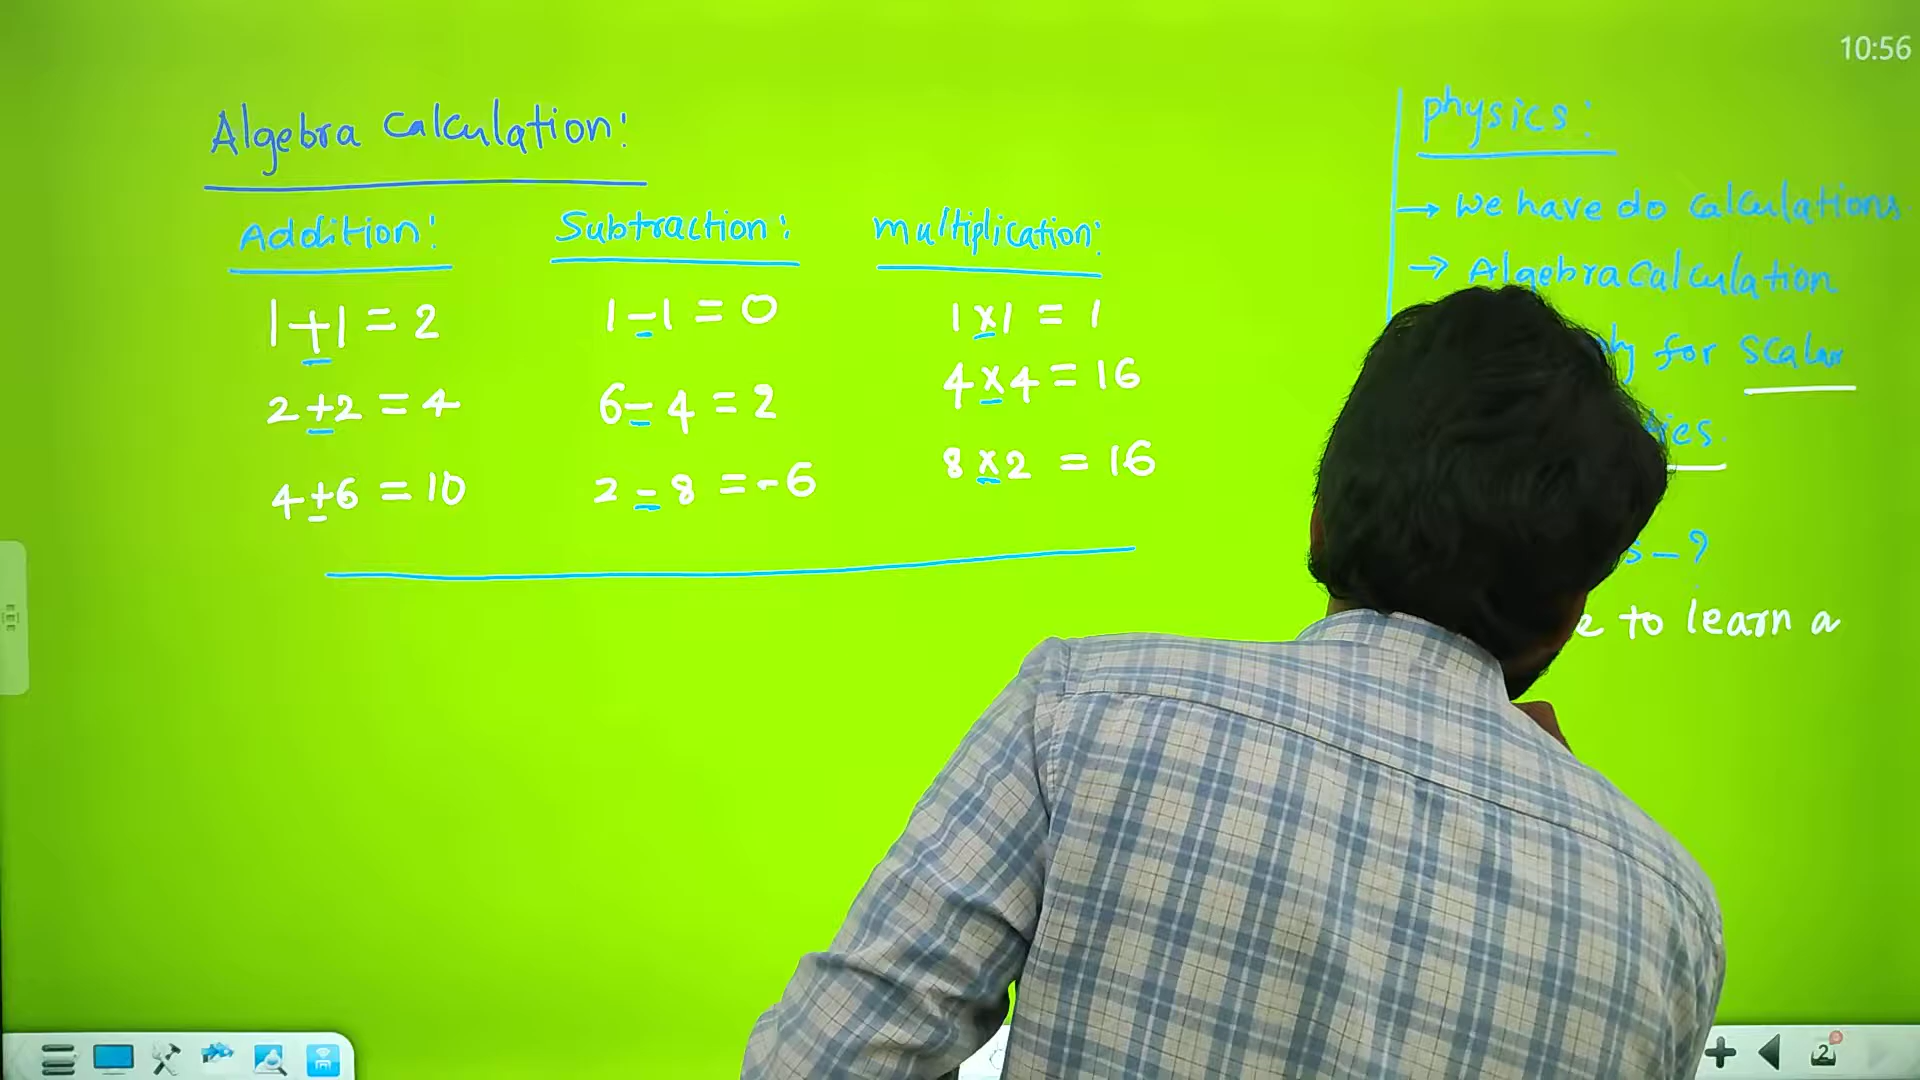 10:56
Algebra Calculation:
Addition:
1+1 = 2
2+2 = 4
4+6 = 10
Subtraction:
1-1 = 0
6-4 = 2
2-8 = -6
multiplication:
1x1 = 1
4x4 = 16
8x2 = 16
physics:
→ we have do calculations
→ Algebra Calculation
for scalar
- ?
to learn a
2